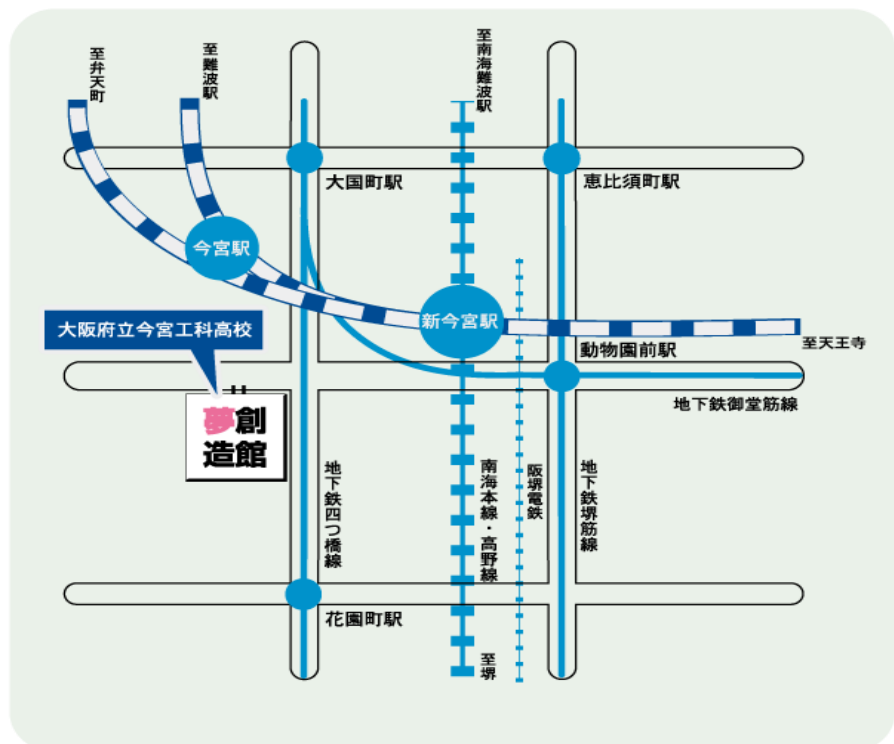 至弁天町
至難波駅
至南海難波駅
大国町駅
恵比須町駅
今宮駅
新今宮駅
大阪府立今宮工科高校
動物園前駅
至天王寺
夢創
造館
地下鉄御堂筋線
地下鉄四つ橋線
南海本線・高野線
阪堺電鉄
地下鉄堺筋線
花園町駅
至堺